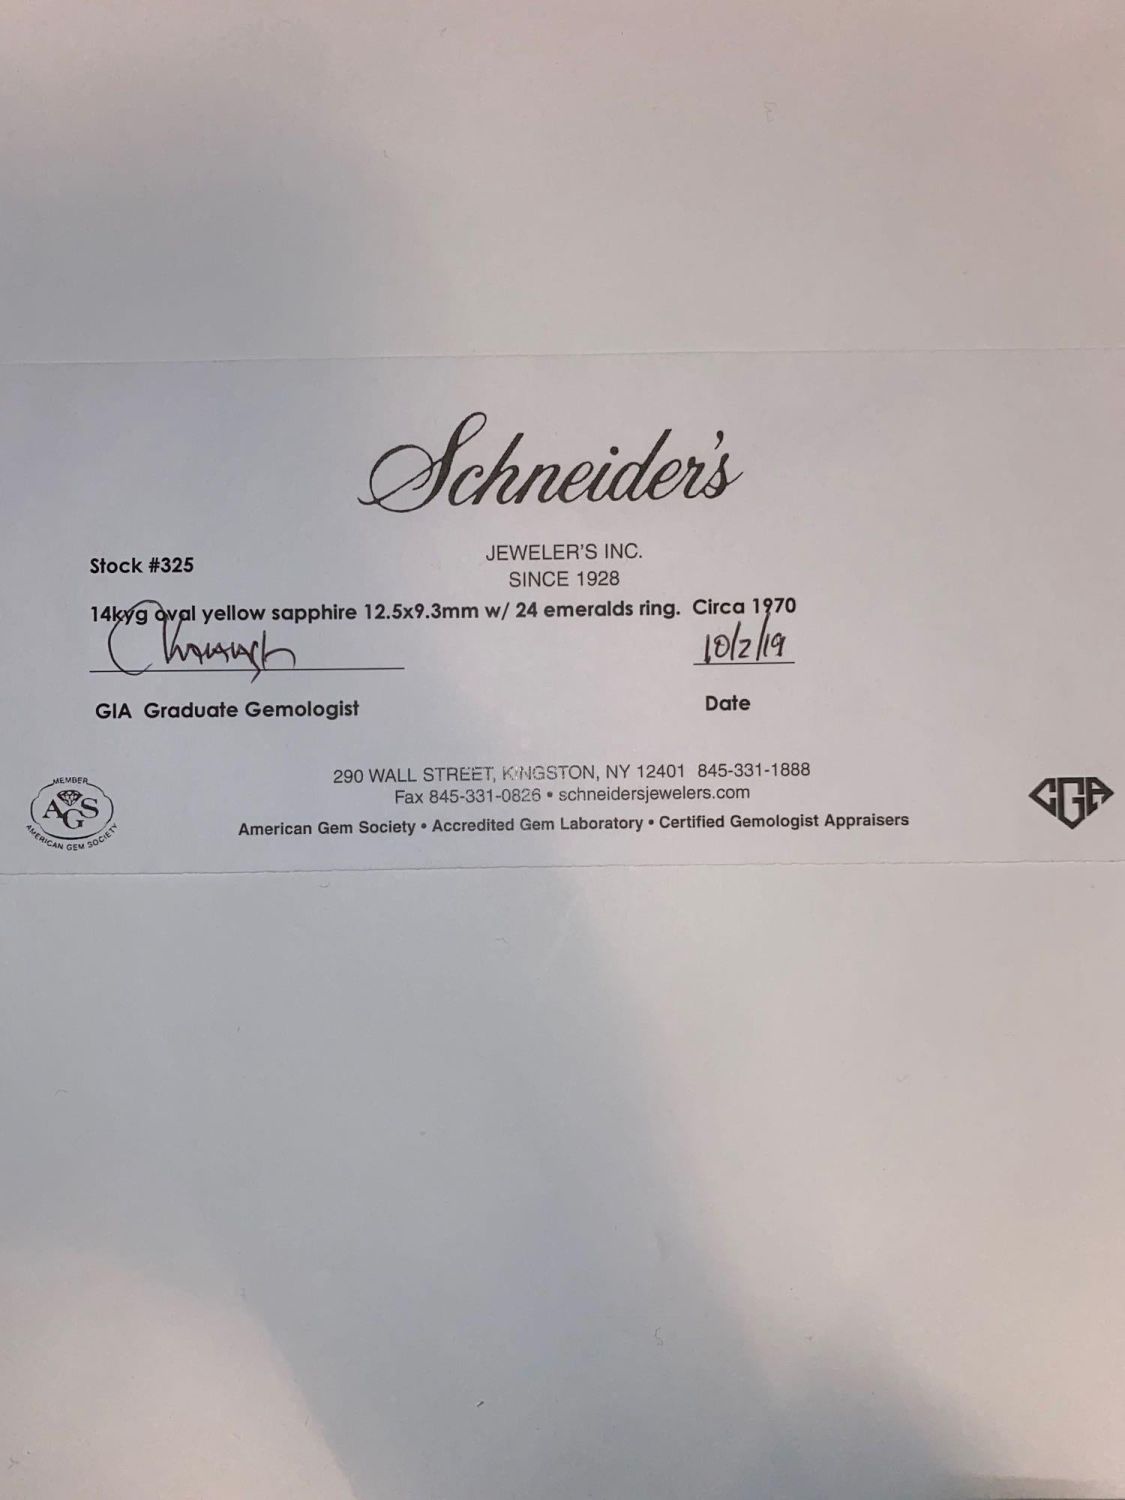 Schneider's
JEWELER'S INC.
SINCE 1928
Stock #325
14kyg oval yellow sapphire 12.5x9.3mm w/ 24 emeralds ring. Circa 1970
10/2/19
GIA Graduate Gemologist
Date
290 WALL STREET, KINGSTON, NY 12401 845-331-1888
Fax 845-331-0826 • schneidersjewelers.com
American Gem Society • Accredited Gem Laboratory • Certified Gemologist Appraisers
MEMBER
AGS
AMERICAN GEM SOCIETY
CGA